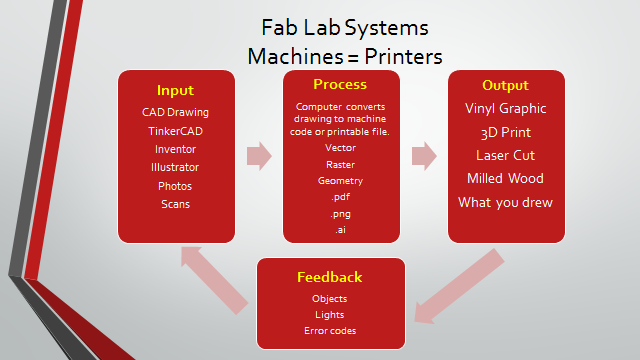 Fab Lab Systems
Machines = Printers
Input
CAD Drawing
TinkerCAD
Inventor
Illustrator
Photos
Scans
Process
Computer converts
drawing to machine
code or printable file.
Vector
Raster
Geometry
.pdf
.png
.ai
Output
Vinyl Graphic
3D Print
Laser Cut
Milled Wood
What you drew
Feedback
Objects
Lights
Error codes